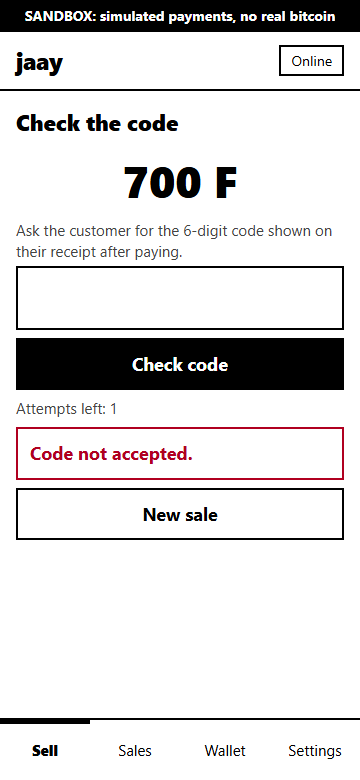 SANDBOX: simulated payments, no real bitcoin
jaay
Online
Check the code
700 F
Ask the customer for the 6-digit code shown on
their receipt after paying.
Check code
Attempts left: 1
Code not accepted.
New sale
Sell
Sales
Wallet
Settings